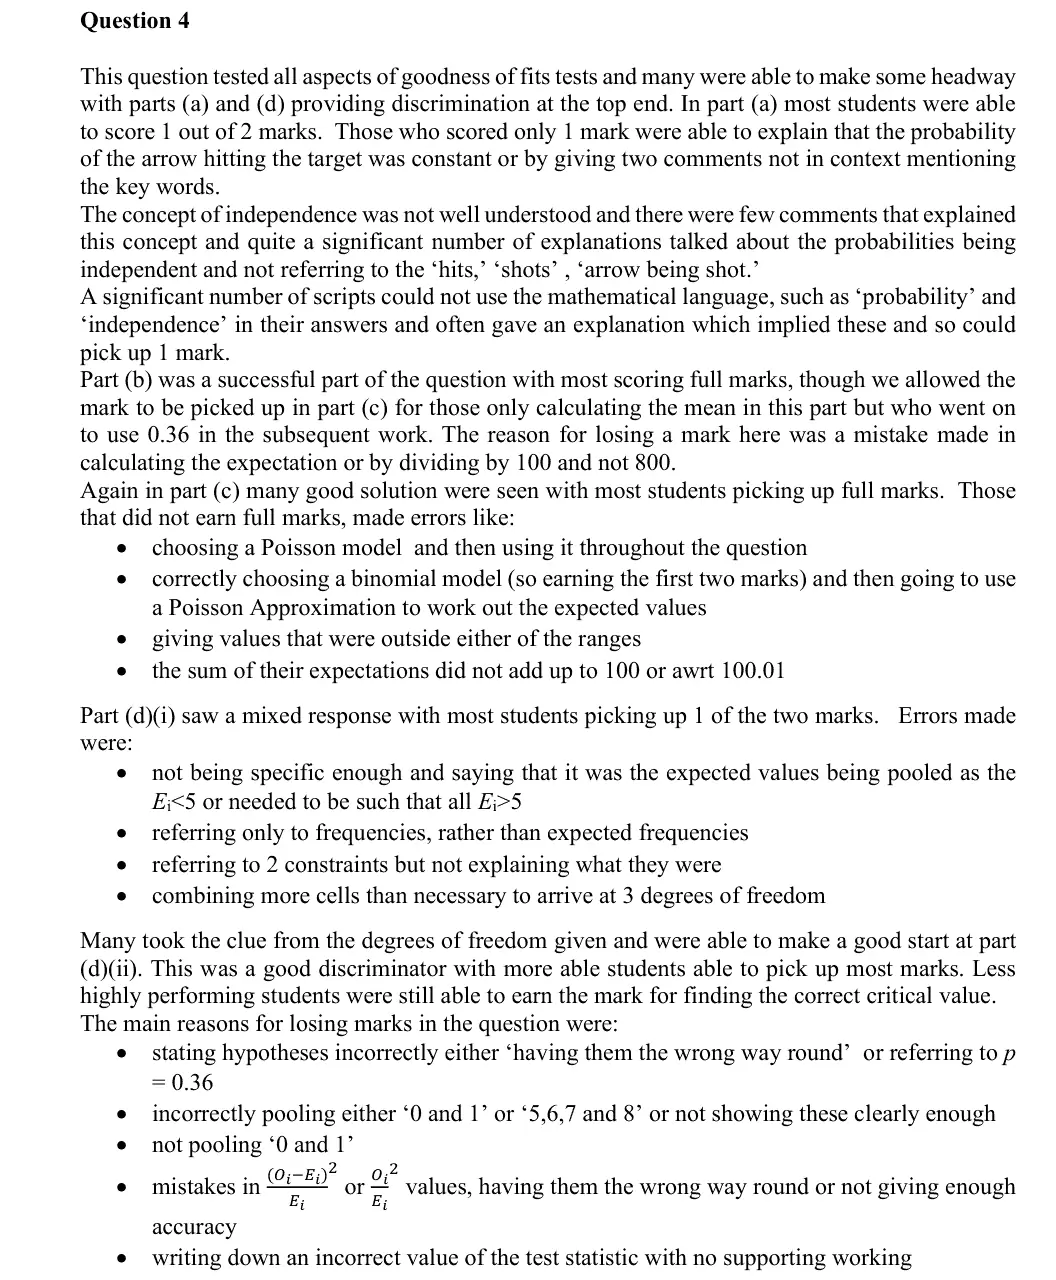 Question 4
This question tested all aspects of goodness of fits tests and many were able to make some headway
with parts (a) and (d) providing discrimination at the top end. In part (a) most students were able
to score 1 out of 2 marks.  Those who scored only 1 mark were able to explain that the probability
of the arrow hitting the target was constant or by giving two comments not in context mentioning
the key words.
The concept of independence was not well understood and there were few comments that explained
this concept and quite a significant number of explanations talked about the probabilities being
independent and not referring to the ‘hits,’ ‘shots’ , ‘arrow being shot.’
A significant number of scripts could not use the mathematical language, such as ‘probability’ and
‘independence’ in their answers and often gave an explanation which implied these and so could
pick up 1 mark.
Part (b) was a successful part of the question with most scoring full marks, though we allowed the
mark to be picked up in part (c) for those only calculating the mean in this part but who went on
to use 0.36 in the subsequent work. The reason for losing a mark here was a mistake made in
calculating the expectation or by dividing by 100 and not 800.
Again in part (c) many good solution were seen with most students picking up full marks.  Those
that did not earn full marks, made errors like:
• choosing a Poisson model  and then using it throughout the question
• correctly choosing a binomial model (so earning the first two marks) and then going to use
a Poisson Approximation to work out the expected values
• giving values that were outside either of the ranges
• the sum of their expectations did not add up to 100 or awrt 100.01
Part (d)(i) saw a mixed response with most students picking up 1 of the two marks.   Errors made
were:
• not being specific enough and saying that it was the expected values being pooled as the
Eᵢ<5 or needed to be such that all Eᵢ>5
• referring only to frequencies, rather than expected frequencies
• referring to 2 constraints but not explaining what they were
• combining more cells than necessary to arrive at 3 degrees of freedom
Many took the clue from the degrees of freedom given and were able to make a good start at part
(d)(ii). This was a good discriminator with more able students able to pick up most marks. Less
highly performing students were still able to earn the mark for finding the correct critical value.
The main reasons for losing marks in the question were:
• stating hypotheses incorrectly either ‘having them the wrong way round’  or referring to p
= 0.36
• incorrectly pooling either ‘0 and 1’ or ‘5,6,7 and 8’ or not showing these clearly enough
• not pooling ‘0 and 1’
• mistakes in (Oᵢ−Eᵢ)²/Eᵢ or Oᵢ²/Eᵢ values, having them the wrong way round or not giving enough
accuracy
• writing down an incorrect value of the test statistic with no supporting working